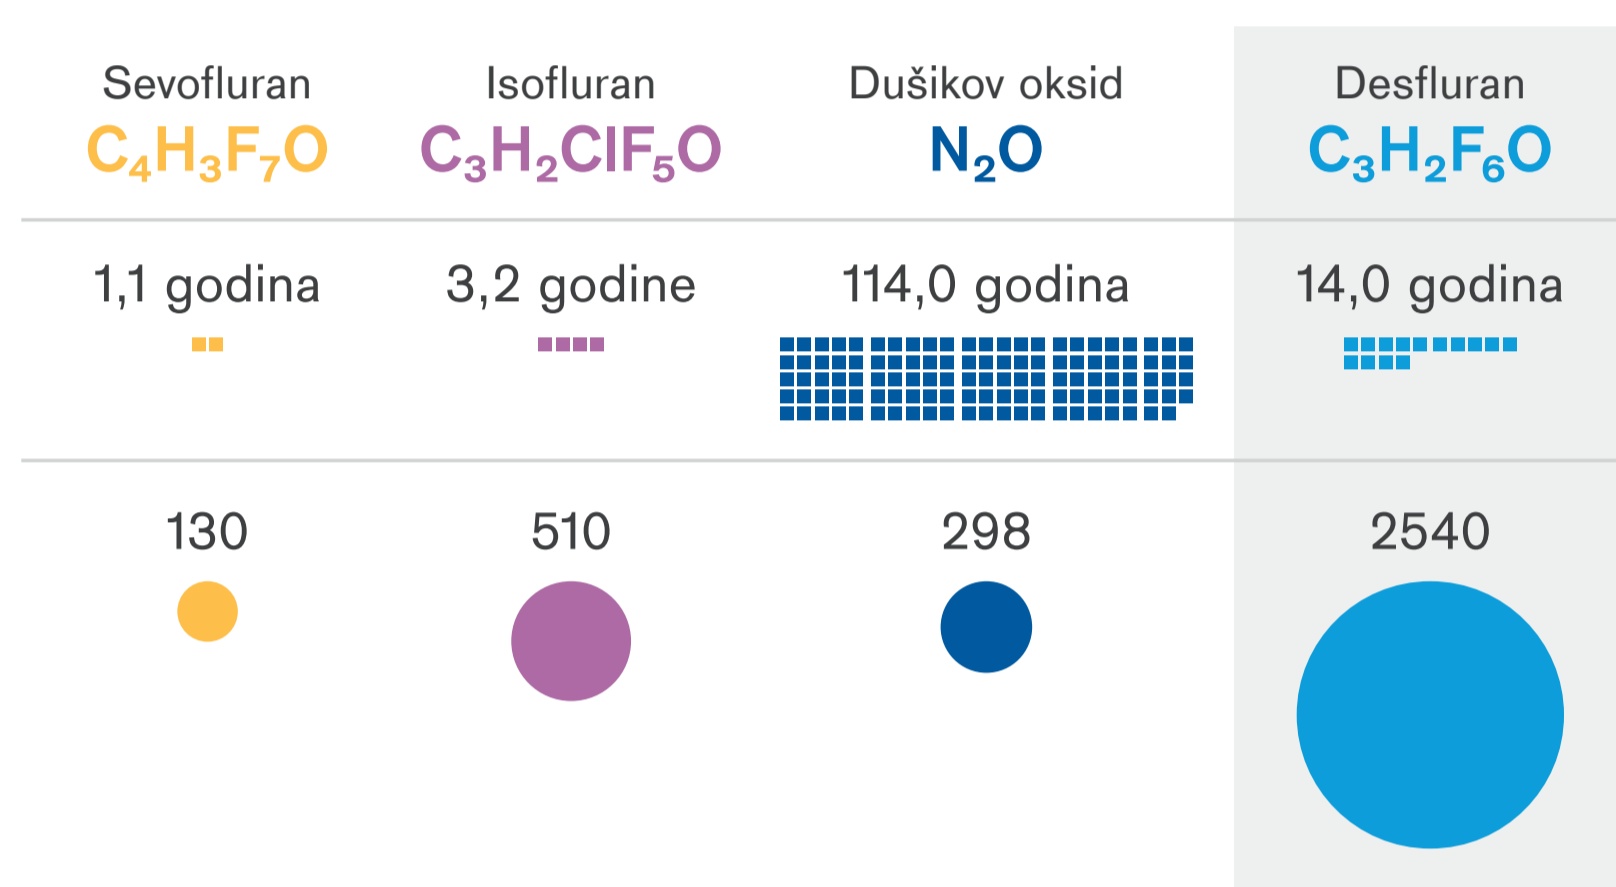 Sevofluran Isofluran Dušikov oksid Desfluran
C₄H₃F₇O C₃H₂ClF₅O N₂O C₃H₂F₆O
1,1 godina 3,2 godine 114,0 godina 14,0 godina
130 510 298 2540